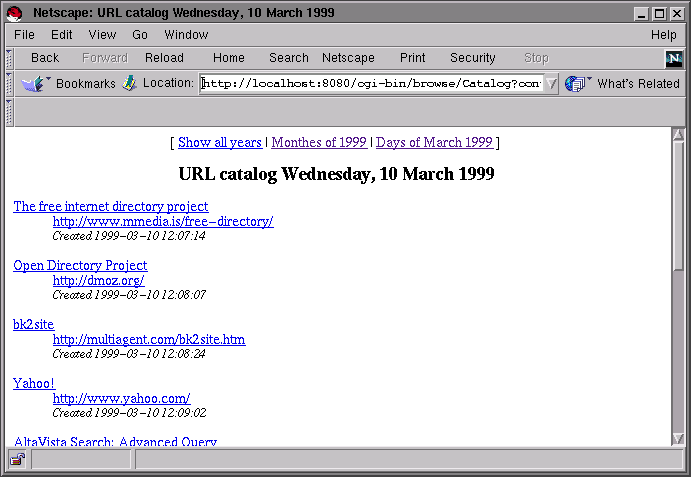 Netscape: URL catalog Wednesday, 10 March 1999
File Edit View Go Window Help
Back Forward Reload Home Search Netscape Print Security Stop
Bookmarks Location: http://localhost:8080/cgi-bin/browse/Catalog?con What's Related
[ Show all years | Monthes of 1999 | Days of March 1999 ]
URL catalog Wednesday, 10 March 1999
The free internet directory project
http://www.mmedia.is/free-directory/
Created 1999-03-10 12:07:14
Open Directory Project
http://dmoz.org/
Created 1999-03-10 12:08:07
bk2site
http://multiagent.com/bk2site.htm
Created 1999-03-10 12:08:24
Yahoo!
http://www.yahoo.com/
Created 1999-03-10 12:09:02
AltaVista Search: Advanced Query